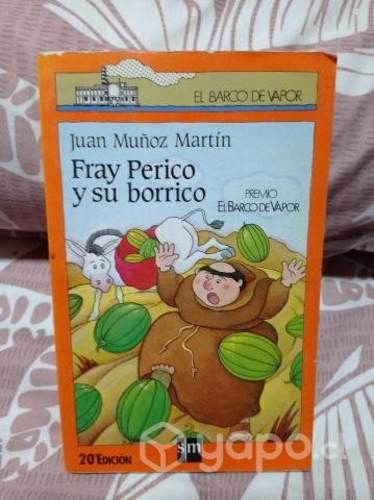 EL BARCO DE VAPOR
Juan Muñoz Martín
Fray Perico
y su borrico
PREMIO
EL BARCO DE VAPOR
20ª EDICION
sm
yapo.cl